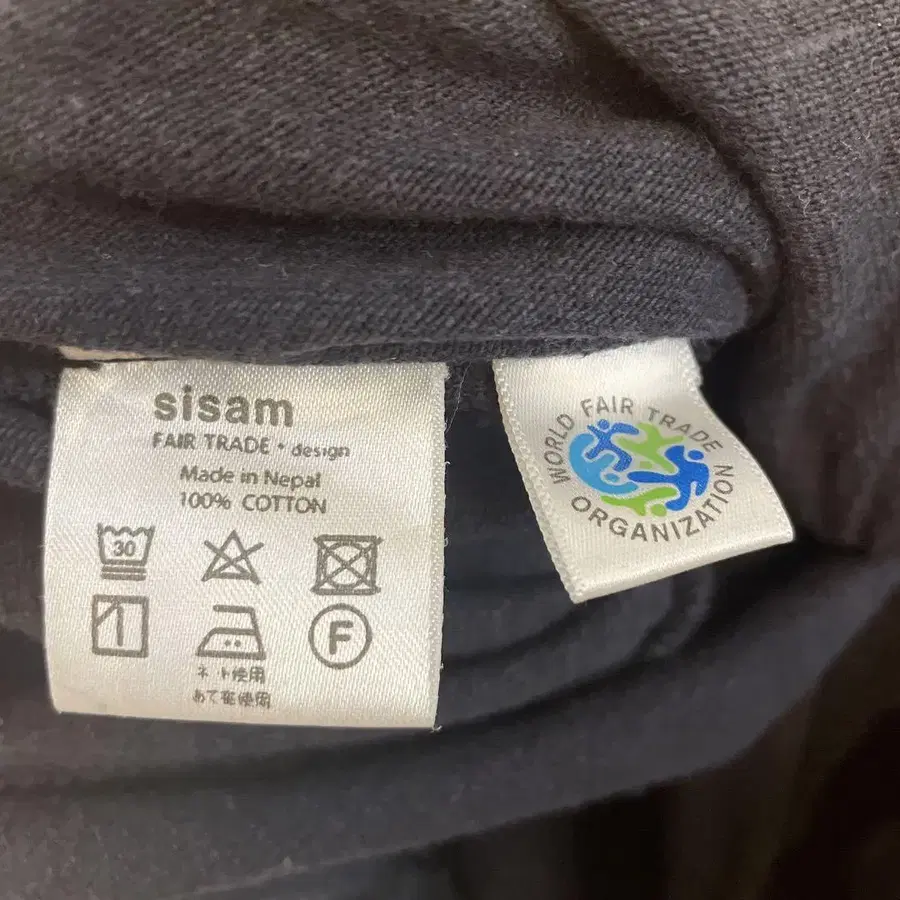 sisam
FAIR TRADE + design
Made in Nepal
100% COTTON
30
F
ネット使用
あて布使用
WORLD FAIR TRADE
ORGANIZATION